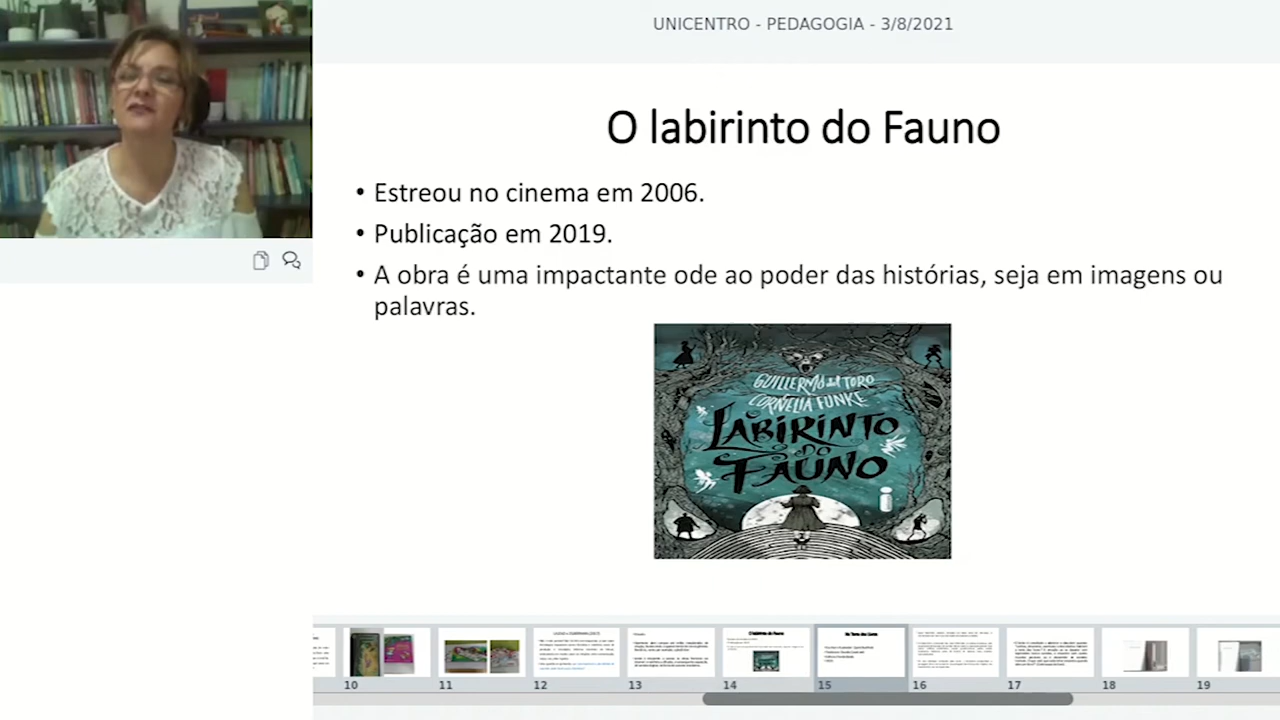 UNICENTRO - PEDAGOGIA - 3/8/2021
O labirinto do Fauno
• Estreou no cinema em 2006.
• Publicação em 2019.
• A obra é uma impactante ode ao poder das histórias, seja em imagens ou
palavras.
GUILLERMO del TORO
CORNELIA FUNKE
LABIRINTO
DO
FAUNO
10 11 12 13 14 15 16 17 18 19